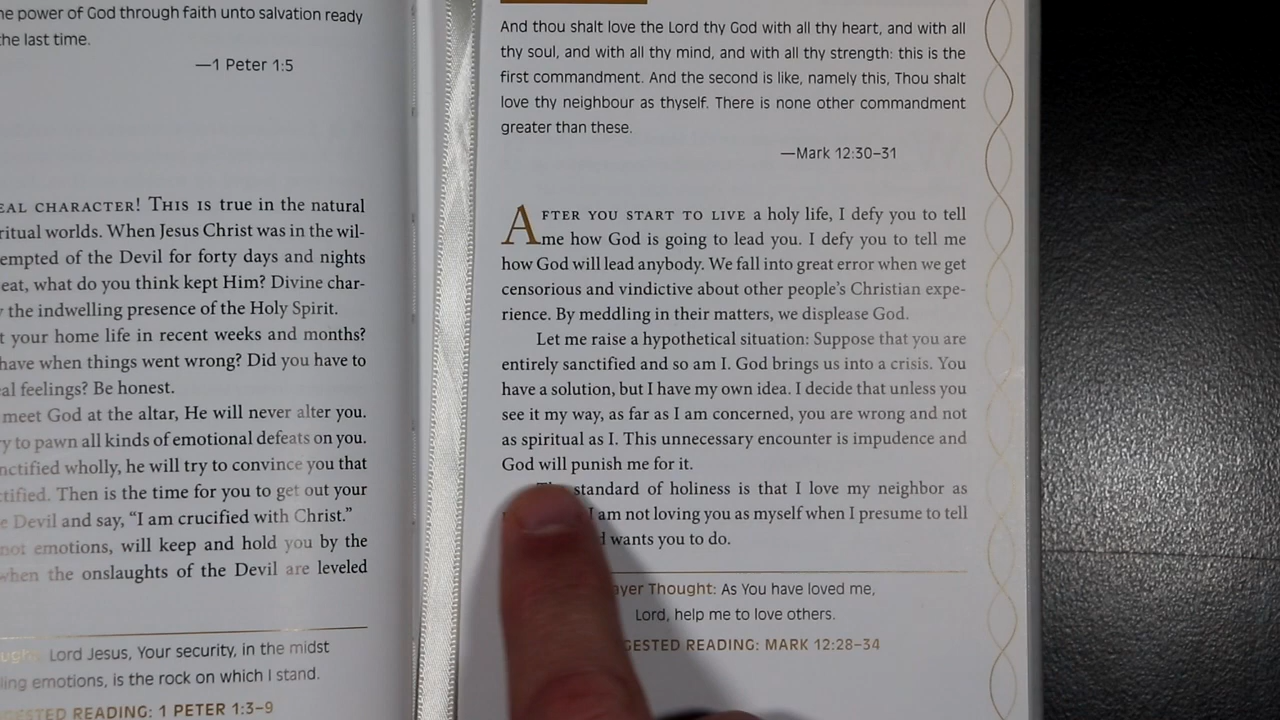 he power of God through faith unto salvation ready
the last time.
—1 Peter 1:5
EAL CHARACTER! THIS IS true in the natural
ritual worlds. When Jesus Christ was in the wil-
empted of the Devil for forty days and nights
eat, what do you think kept Him? Divine char-
the indwelling presence of the Holy Spirit.
t your home life in recent weeks and months?
have when things went wrong? Did you have to
al feelings? Be honest.
meet God at the altar, He will never alter you.
y to pawn all kinds of emotional defeats on you.
nctified wholly, he will try to convince you that
ctified. Then is the time for you to get out your
e Devil and say, “I am crucified with Christ.”
not emotions, will keep and hold you by the
when the onslaughts of the Devil are leveled
Lord Jesus, Your security, in the midst
ling emotions, is the rock on which I stand.
ESTED READING: 1 PETER 1:3–9
And thou shalt love the Lord thy God with all thy heart, and with all
thy soul, and with all thy mind, and with all thy strength: this is the
first commandment. And the second is like, namely this, Thou shalt
love thy neighbour as thyself. There is none other commandment
greater than these.
—Mark 12:30–31
AFTER YOU START TO LIVE a holy life, I defy you to tell
me how God is going to lead you. I defy you to tell me
how God will lead anybody. We fall into great error when we get
censorious and vindictive about other people’s Christian expe-
rience. By meddling in their matters, we displease God.
Let me raise a hypothetical situation: Suppose that you are
entirely sanctified and so am I. God brings us into a crisis. You
have a solution, but I have my own idea. I decide that unless you
see it my way, as far as I am concerned, you are wrong and not
as spiritual as I. This unnecessary encounter is impudence and
God will punish me for it.
standard of holiness is that I love my neighbor as
I am not loving you as myself when I presume to tell
wants you to do.
yer Thought: As You have loved me,
Lord, help me to love others.
GESTED READING: MARK 12:28–34